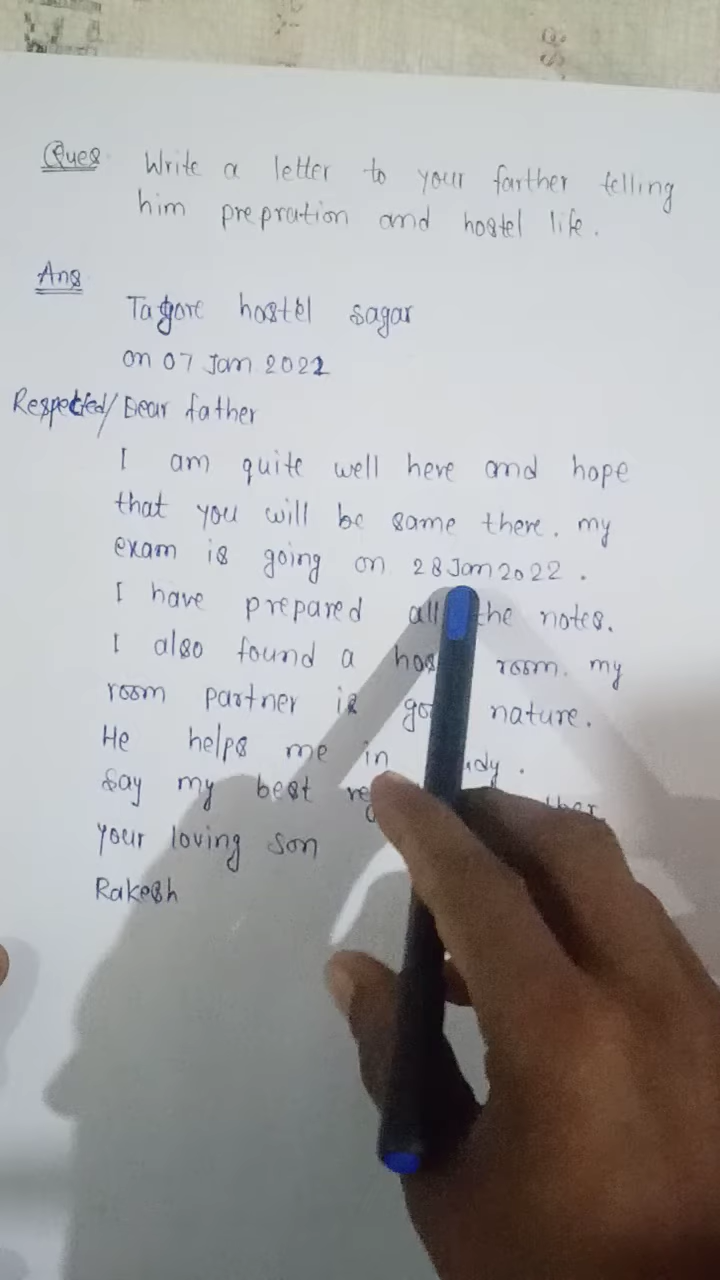 Ques Write a letter to your farther telling
him prepration and hostel life.
Ans
Tagore hostel sagar
on 07 Jan 2022
Respected/Dear father
I am quite well here and hope
that you will be same there. my
exam is going on 28 Jan 2022.
I have prepared all the notes.
I also found a room. my
room partner is nature.
He helps me in
say my best
your loving son
Rakesh